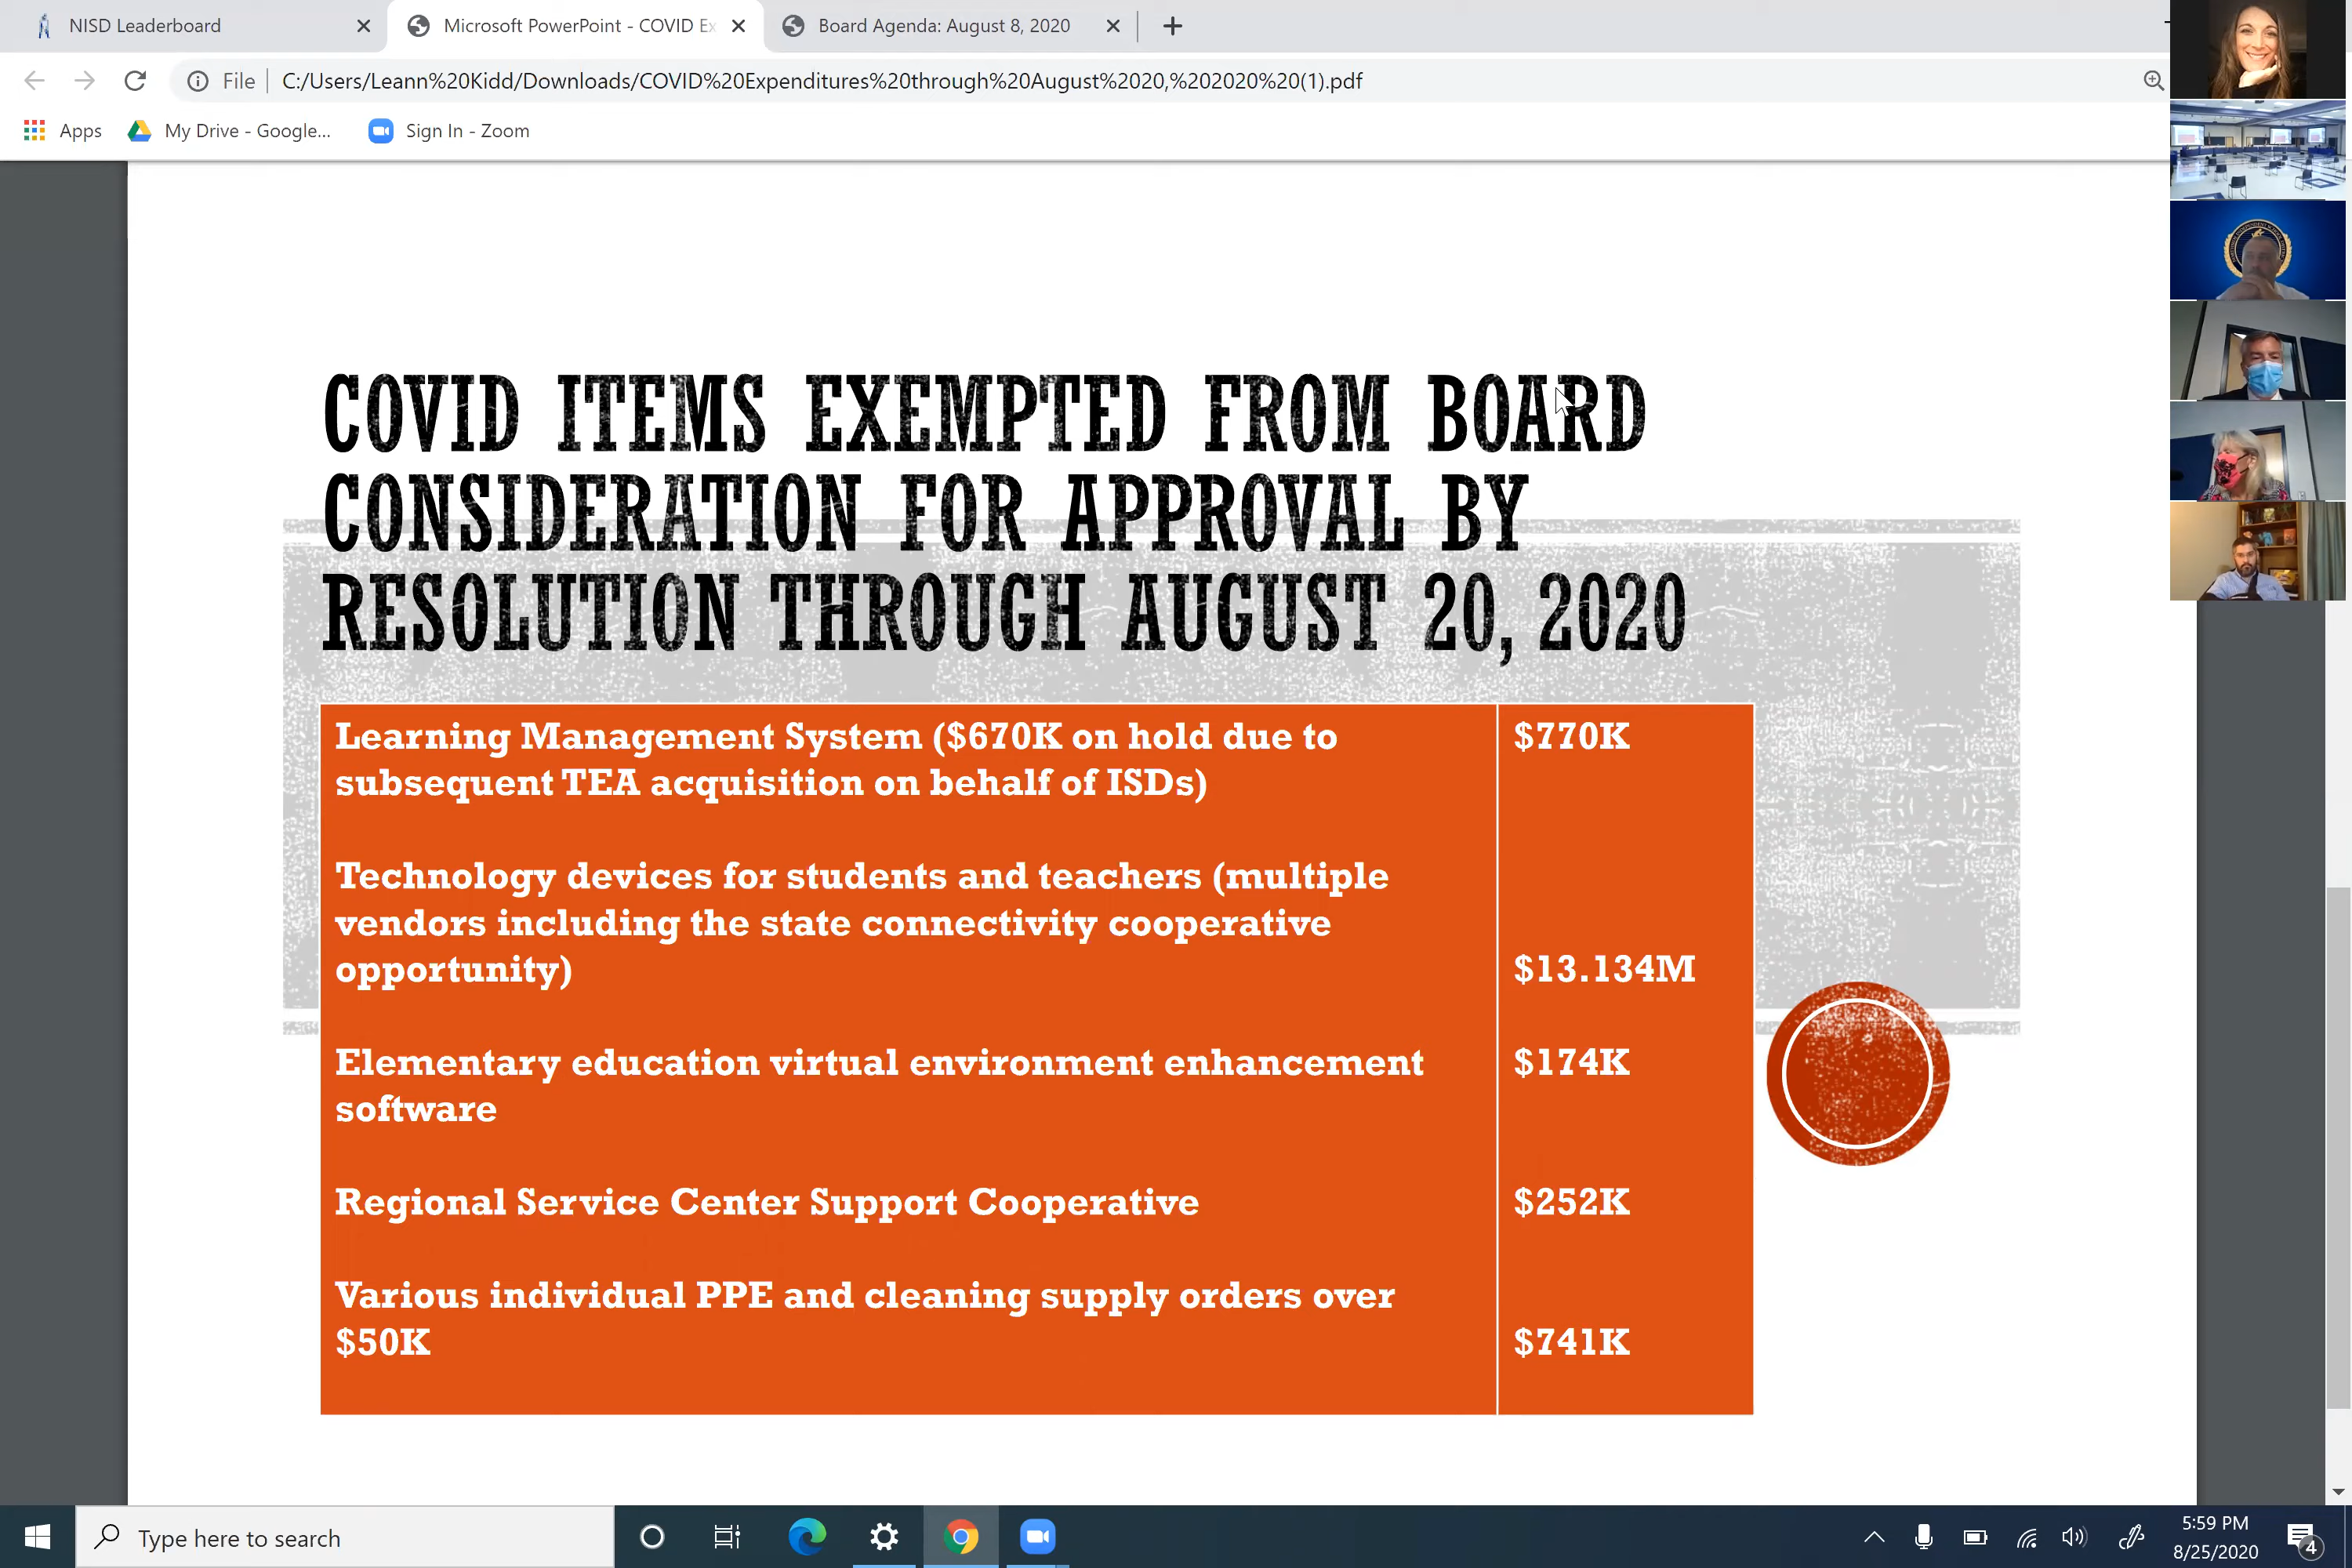 NISD Leaderboard
Microsoft PowerPoint - COVID Ex
Board Agenda: August 8, 2020
File
C:/Users/Leann%20Kidd/Downloads/COVID%20Expenditures%20through%20August%2020,%202020%20(1).pdf
Apps
My Drive - Google...
Sign In - Zoom
COVID ITEMS EXEMPTED FROM BOARD
CONSIDERATION FOR APPROVAL BY
RESOLUTION THROUGH AUGUST 20, 2020
Learning Management System ($670K on hold due to
subsequent TEA acquisition on behalf of ISDs)
$770K
Technology devices for students and teachers (multiple
vendors including the state connectivity cooperative
opportunity)
$13.134M
Elementary education virtual environment enhancement
software
$174K
Regional Service Center Support Cooperative
$252K
Various individual PPE and cleaning supply orders over
$50K
$741K
Type here to search
5:59 PM
8/25/2020
4